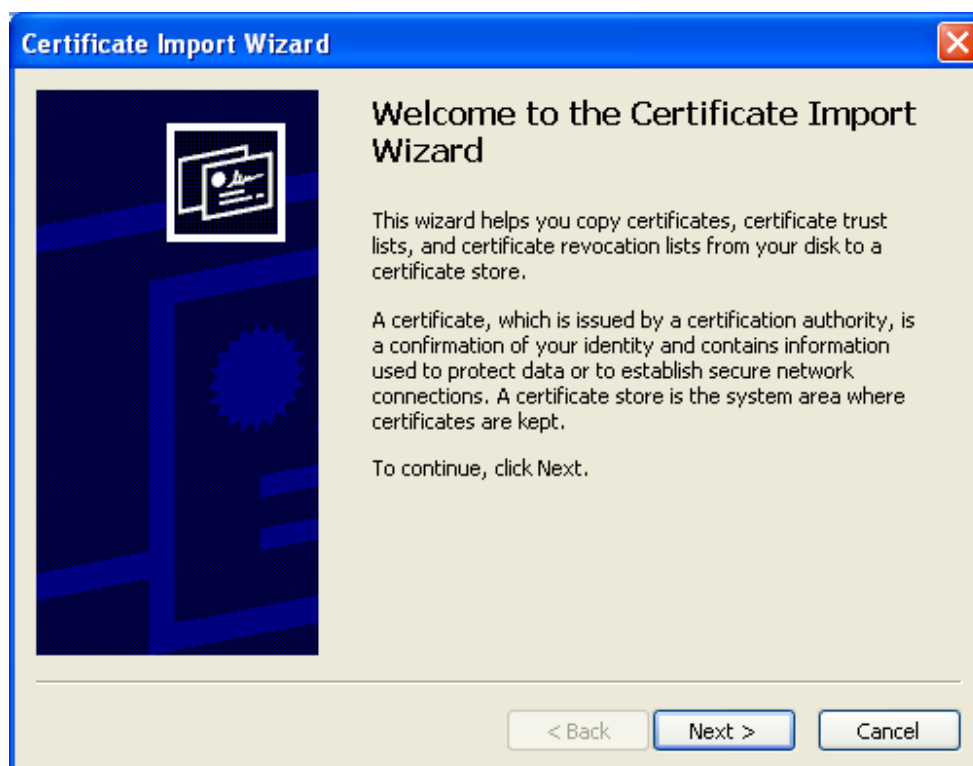 Certificate Import Wizard
Welcome to the Certificate Import
Wizard
This wizard helps you copy certificates, certificate trust
lists, and certificate revocation lists from your disk to a
certificate store.
A certificate, which is issued by a certification authority, is
a confirmation of your identity and contains information
used to protect data or to establish secure network
connections. A certificate store is the system area where
certificates are kept.
To continue, click Next.
< Back Next > Cancel